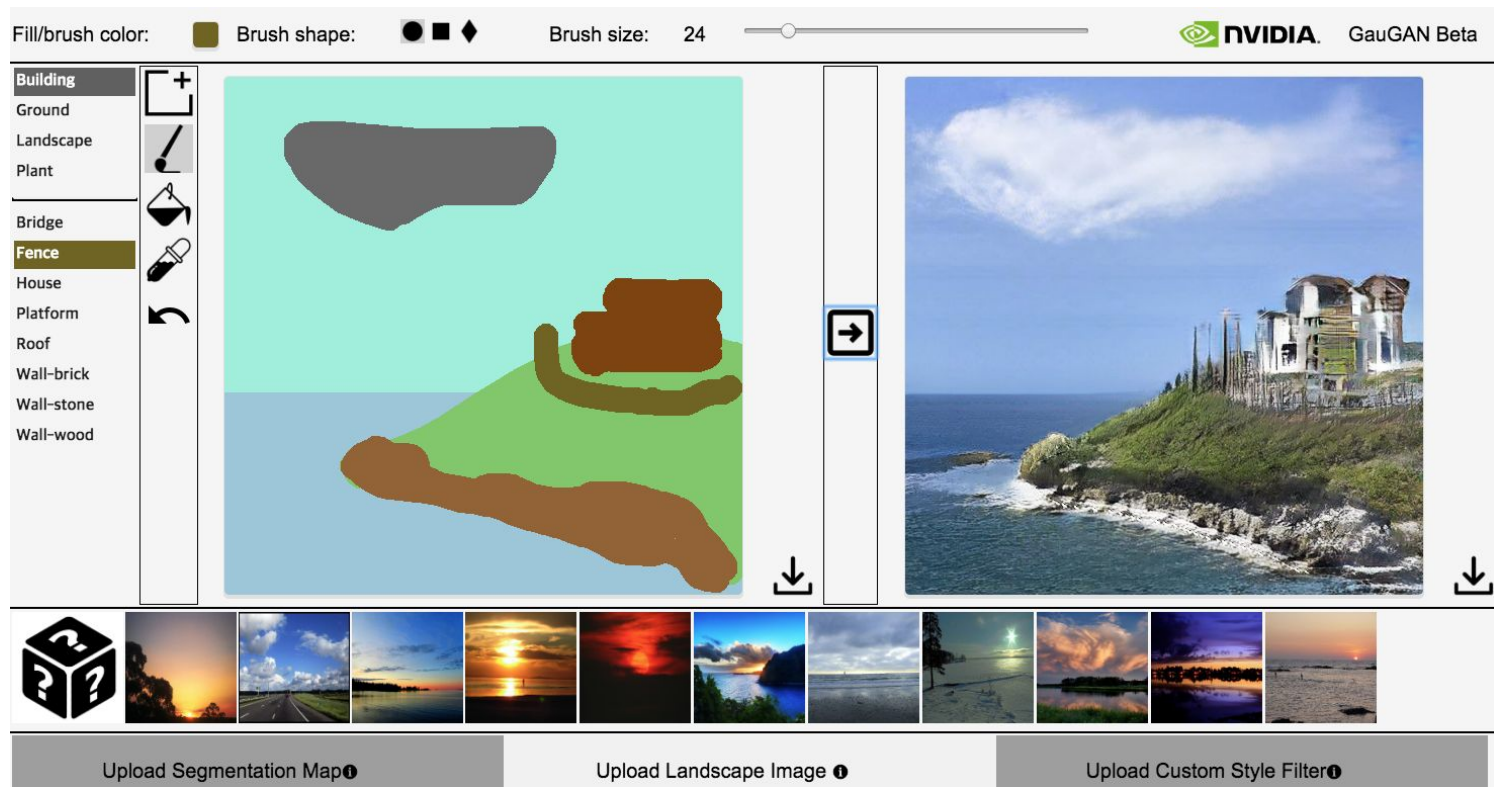 Fill/brush color: Brush shape: Brush size: 24 NVIDIA. GauGAN Beta
Building
Ground
Landscape
Plant
Bridge
Fence
House
Platform
Roof
Wall-brick
Wall-stone
Wall-wood
? ? ?
Upload Segmentation Map Upload Landscape Image Upload Custom Style Filter